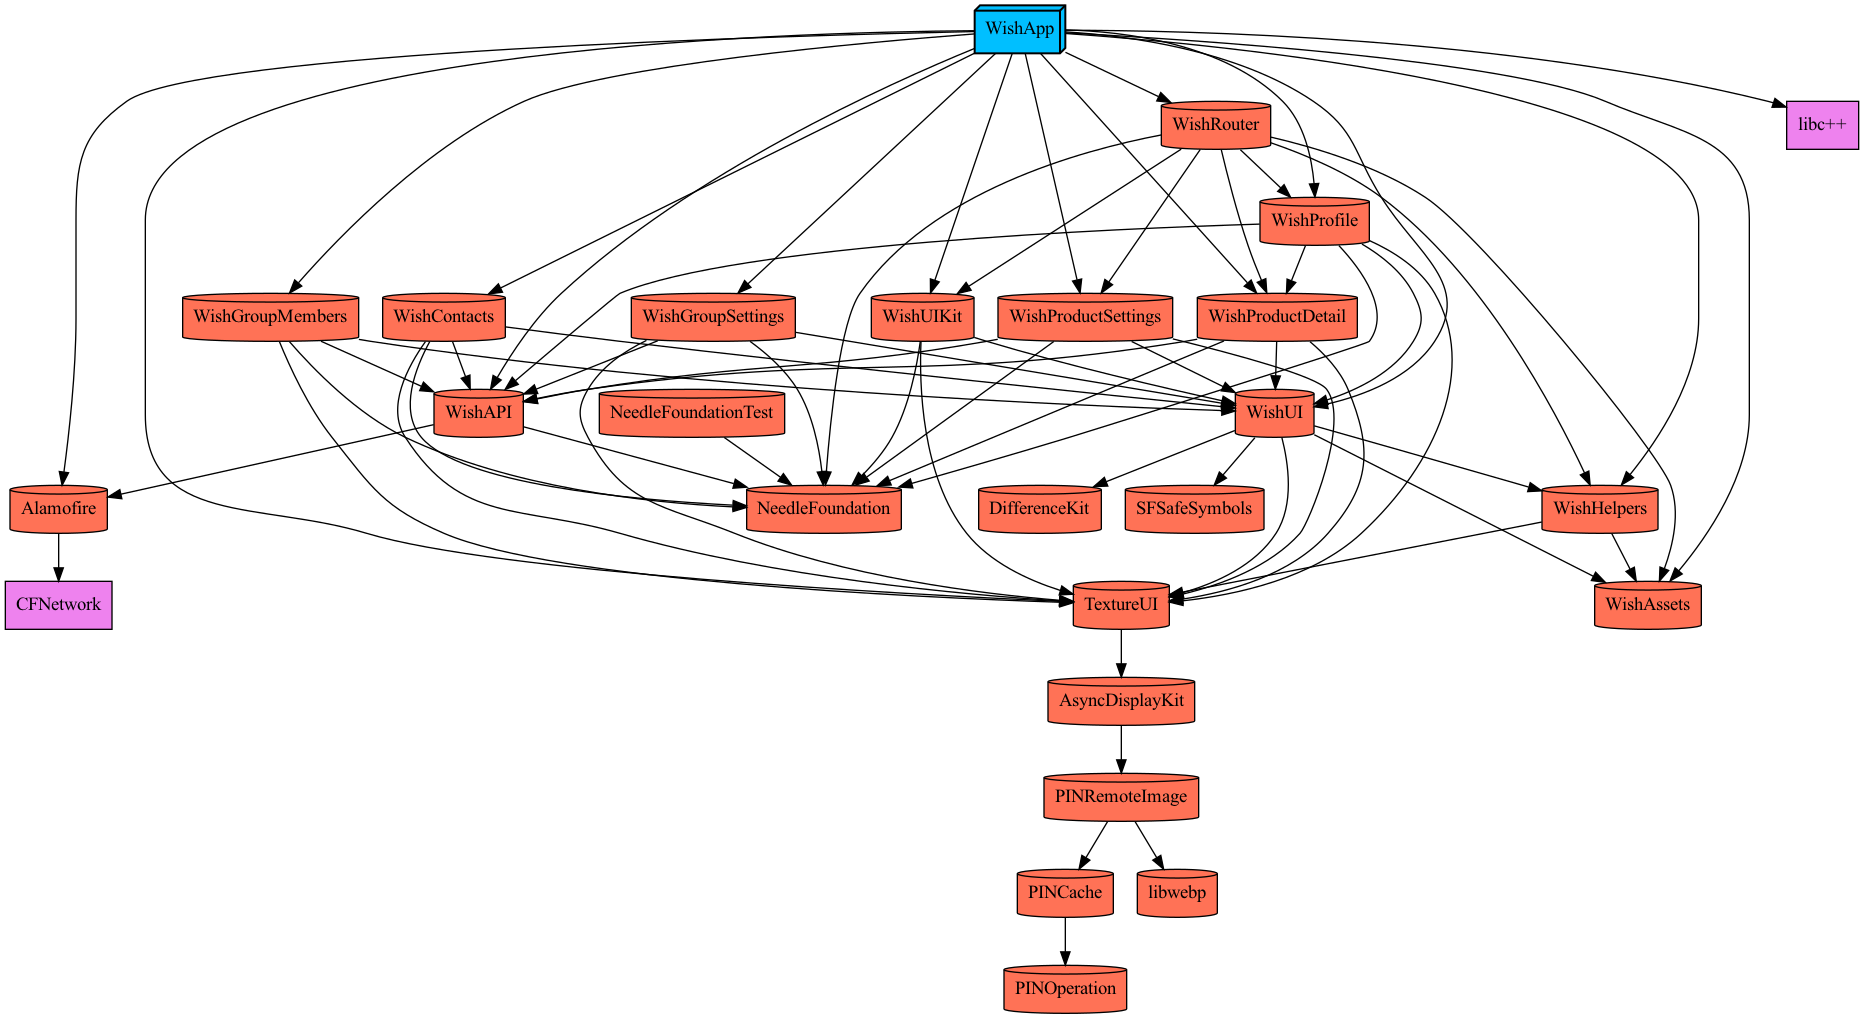 WishApp
WishRouter
libc++
WishProfile
WishGroupMembers
WishContacts
WishGroupSettings
WishUIKit
WishProductSettings
WishProductDetail
WishAPI
NeedleFoundationTest
WishUI
Alamofire
NeedleFoundation
DifferenceKit
SFSafeSymbols
WishHelpers
CFNetwork
TextureUI
WishAssets
AsyncDisplayKit
PINRemoteImage
PINCache
libwebp
PINOperation